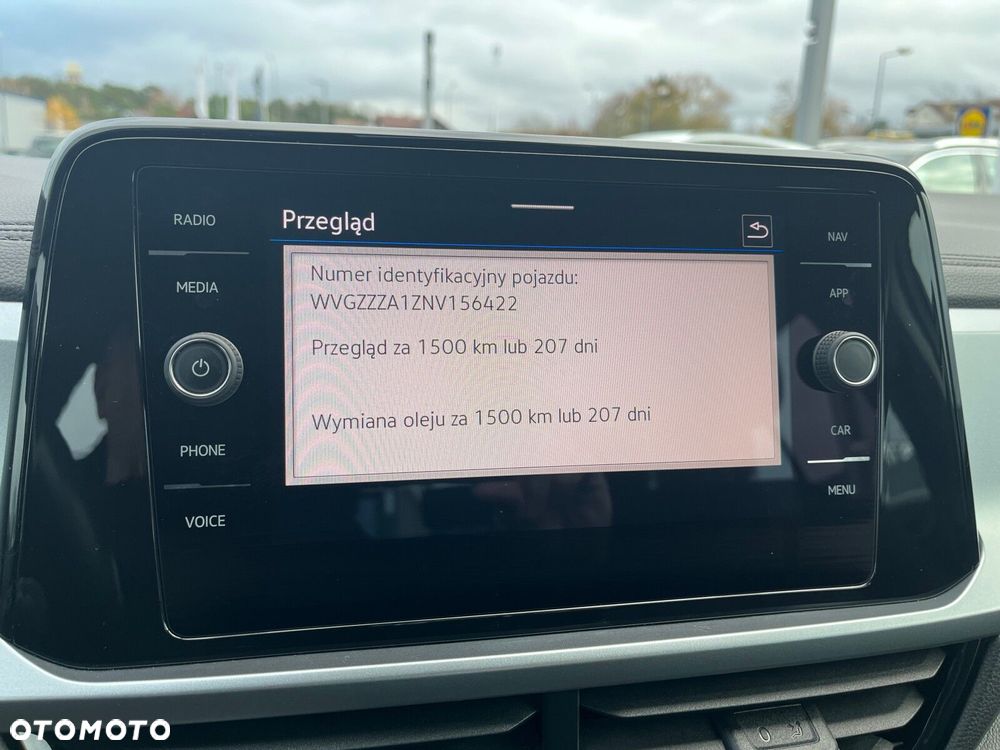 RADIO
MEDIA
PHONE
VOICE
Przegląd
Numer identyfikacyjny pojazdu:
WVGZZZA1ZNV156422
Przegląd za 1500 km lub 207 dni
Wymiana oleju za 1500 km lub 207 dni
NAV
APP
CAR
MENU
OTOMOTO